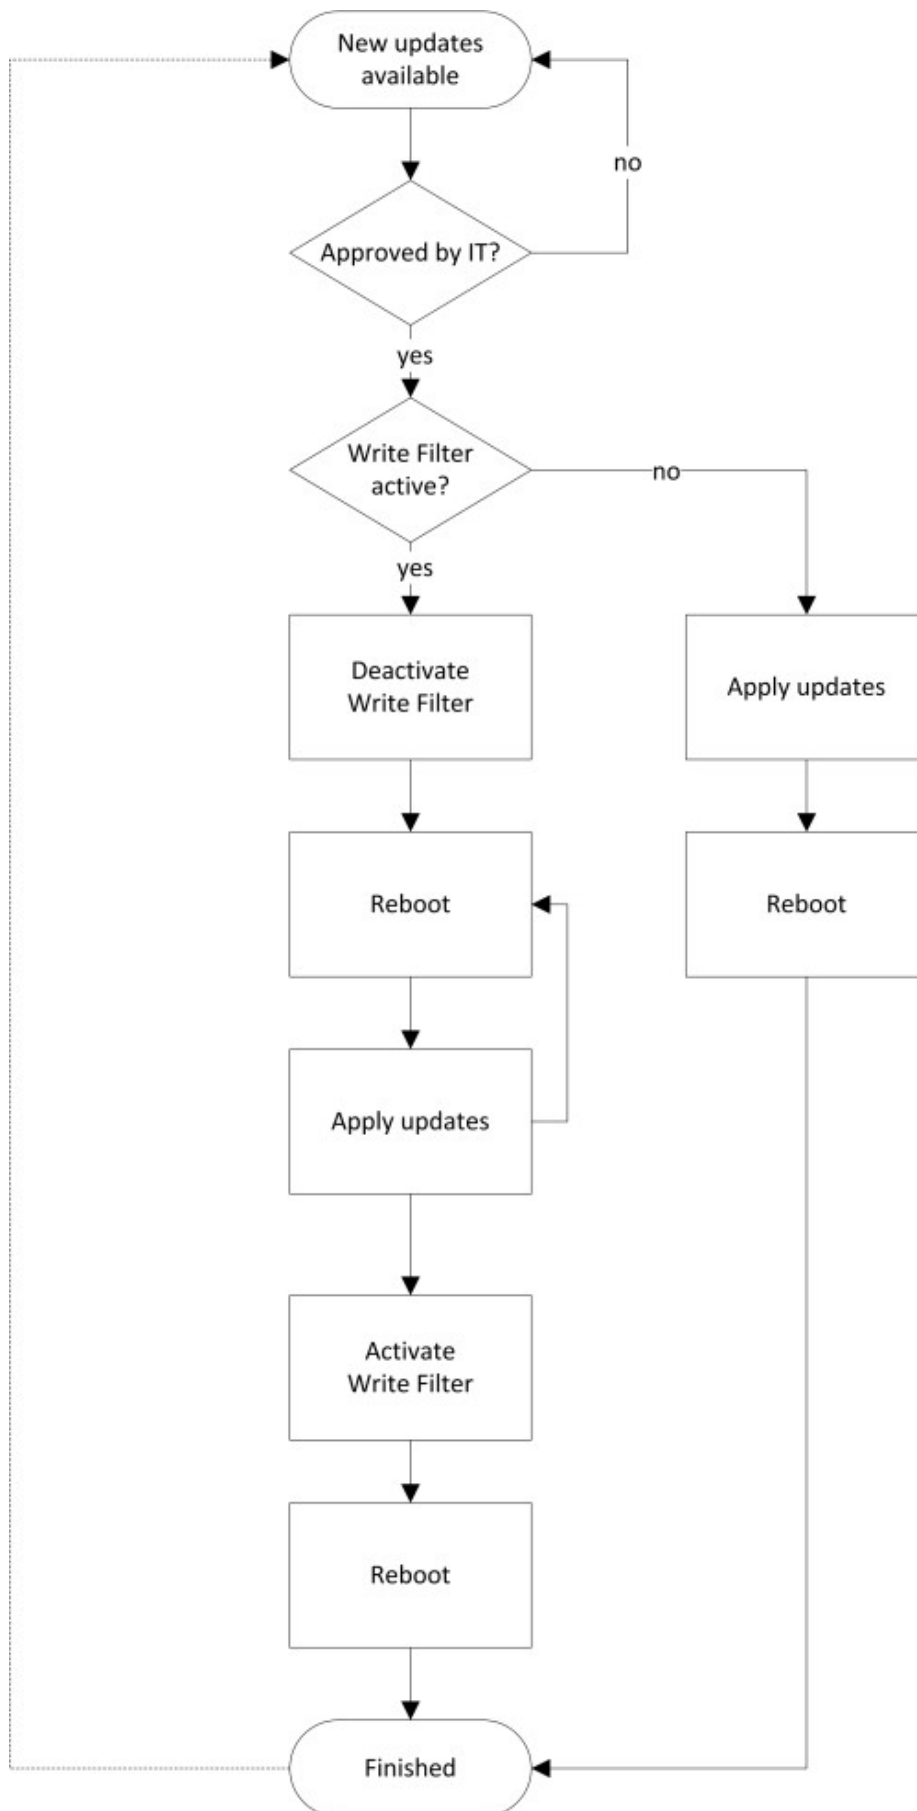 New updates
available
no
Approved by IT?
yes
Write Filter
active?
no
yes
Deactivate
Write Filter
Apply updates
Reboot
Reboot
Apply updates
Activate
Write Filter
Reboot
Finished